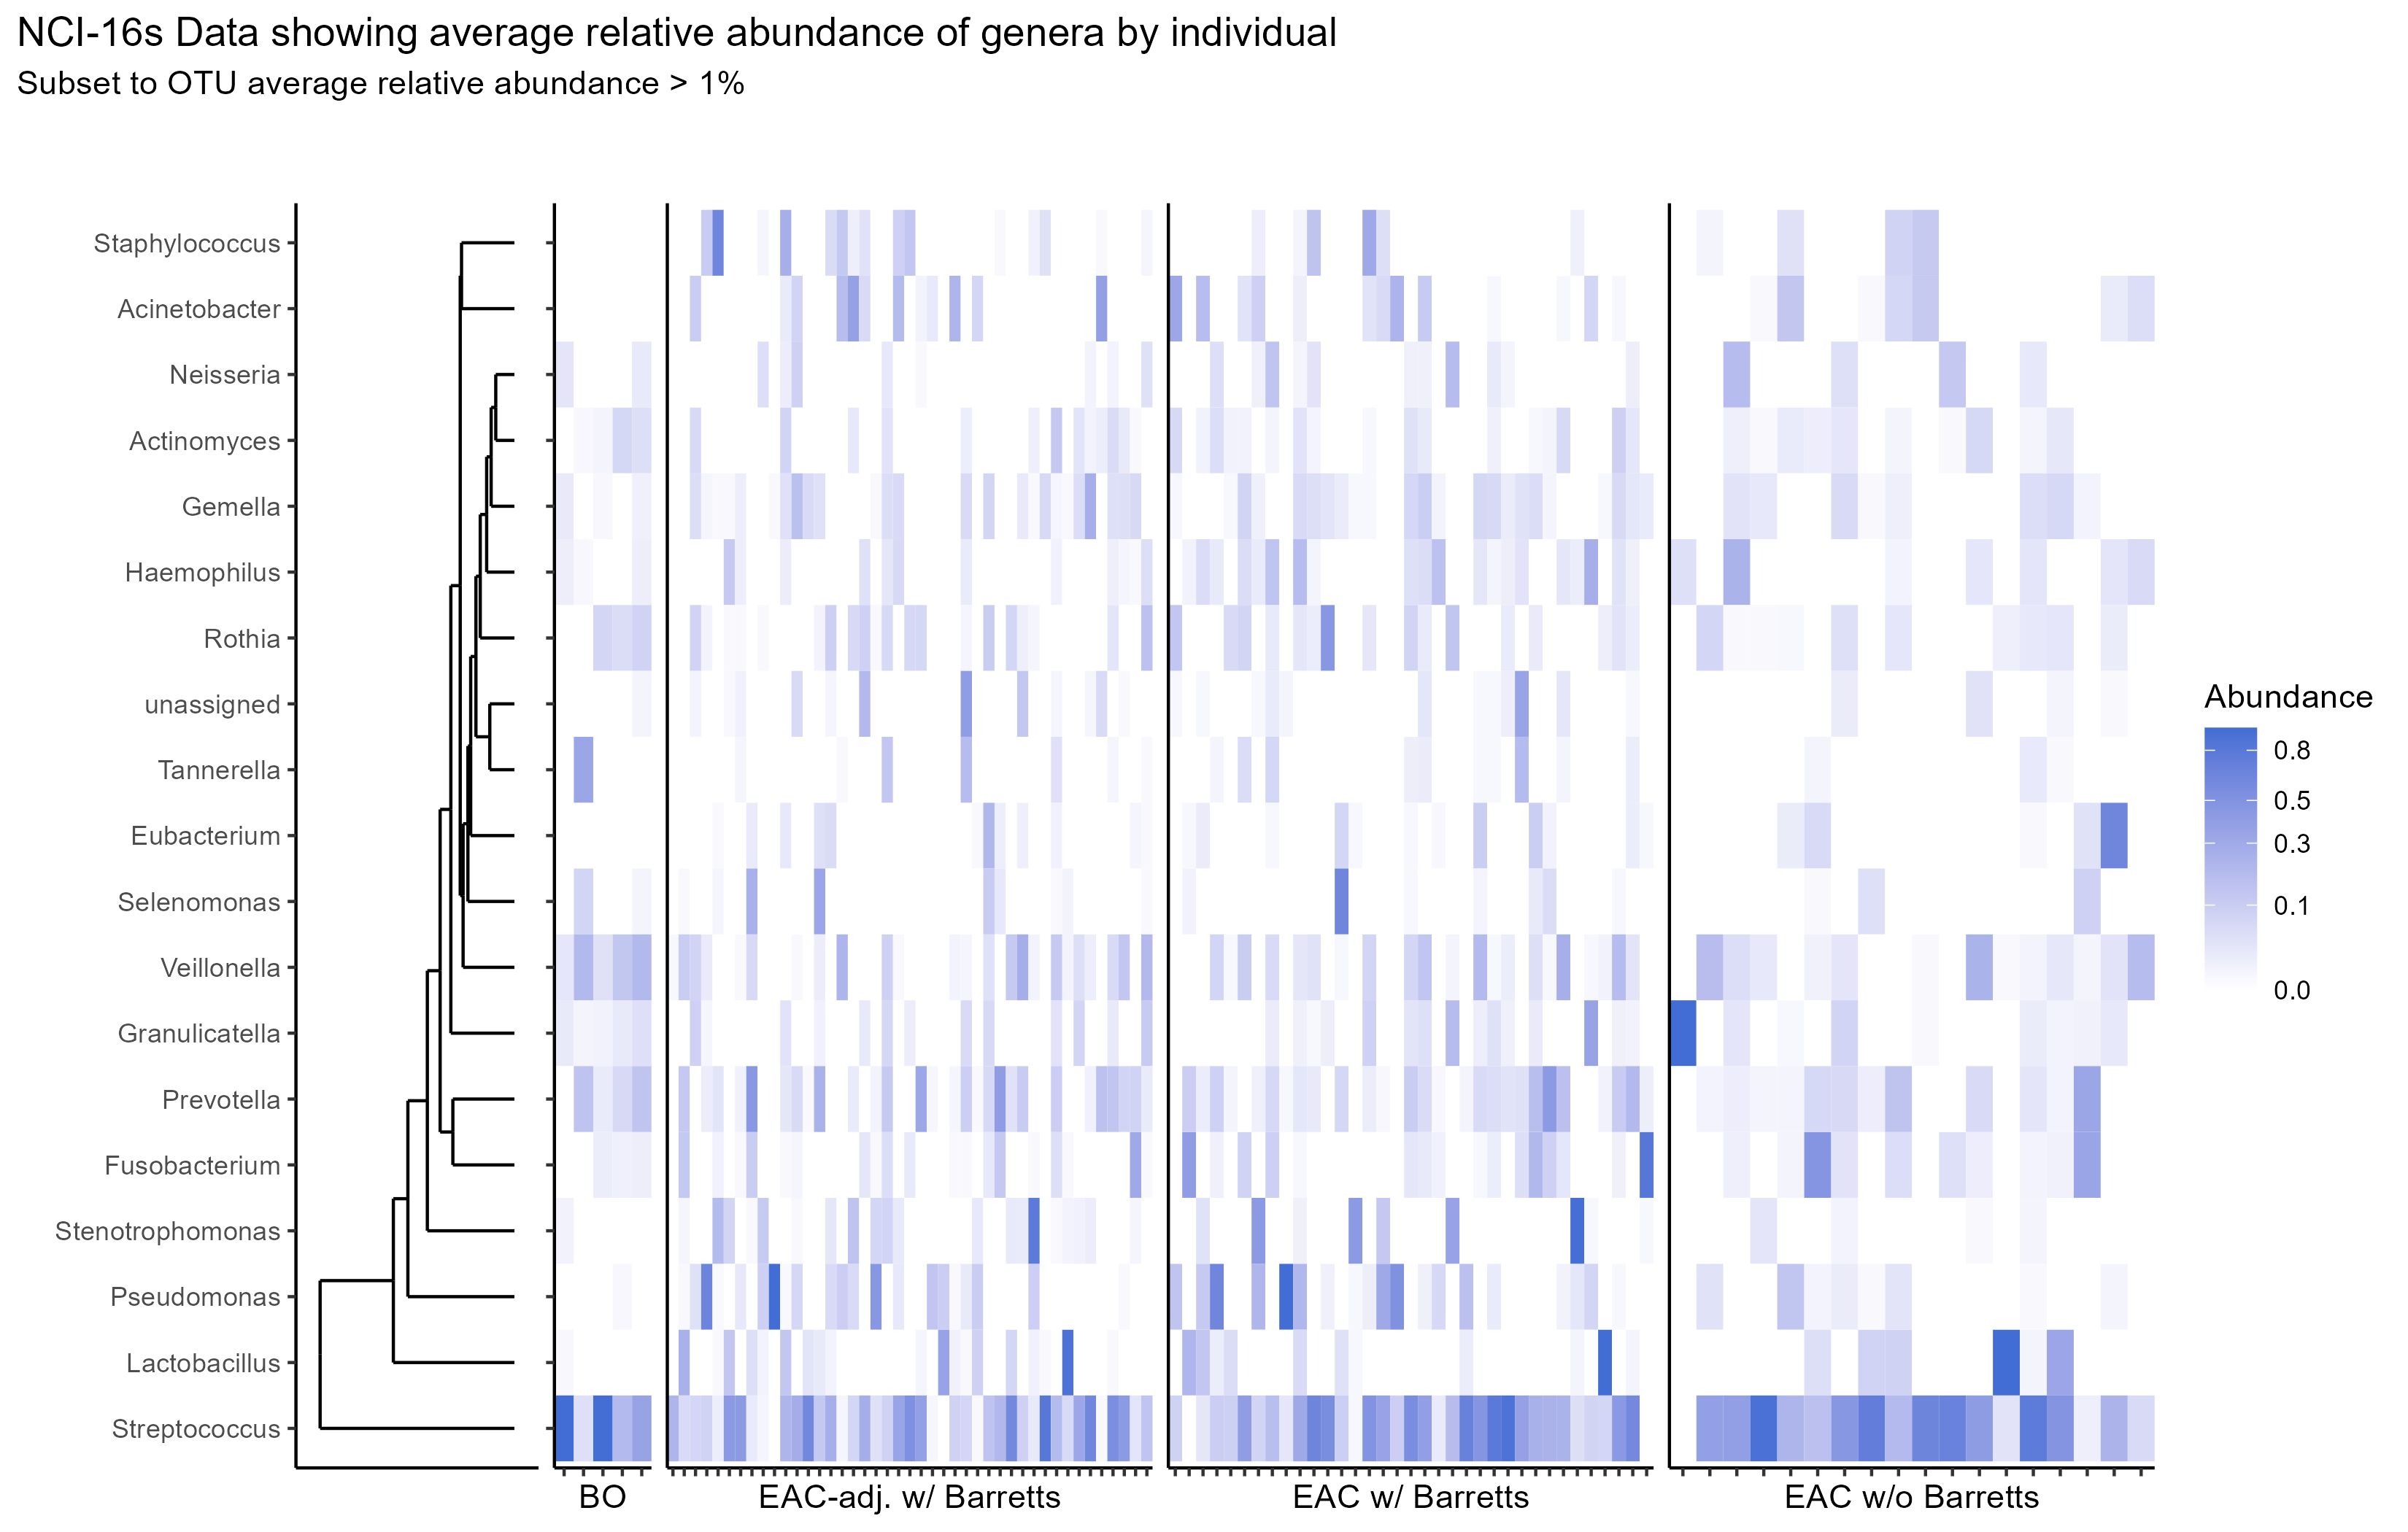 NCI-16s Data showing average relative abundance of genera by individual
Subset to OTU average relative abundance > 1%
Staphylococcus
Acinetobacter
Neisseria
Actinomyces
Gemella
Haemophilus
Rothia
unassigned
Tannerella
Eubacterium
Selenomonas
Veillonella
Granulicatella
Prevotella
Fusobacterium
Stenotrophomonas
Pseudomonas
Lactobacillus
Streptococcus
BO
EAC-adj. w/ Barretts
EAC w/ Barretts
EAC w/o Barretts
Abundance
0.8
0.5
0.3
0.1
0.0